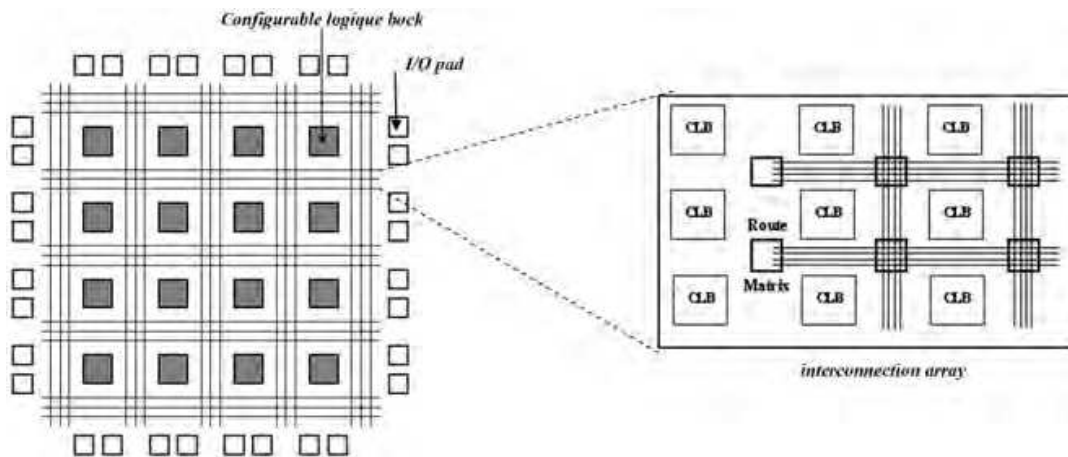 Configurable logique bock
I/O pad
CLB CLB CLB
CLB CLB CLB
Route
Matrix
CLB CLB CLB
interconnection array